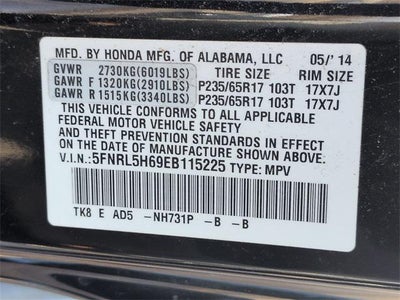 MFD. BY HONDA MFG. OF ALABAMA, LLC 05/'14
GVWR 2730KG(6019LBS) TIRE SIZE RIM SIZE
GAWR F 1320KG(2910LBS) P235/65R17 103T 17X7J
GAWR R 1515KG(3340LBS) P235/65R17 103T 17X7J
THIS VEHICLE CONFORMS TO ALL APPLICABLE
FEDERAL MOTOR VEHICLE SAFETY
& THEFT PREVENTION STANDARDS IN EFFECT ON
THE DATE OF MANUFACTURE SHOWN ABOVE.
V.I.N.: 5FNRL5H69EB115225 TYPE: MPV
TK8 E AD5 -NH731P -B -B